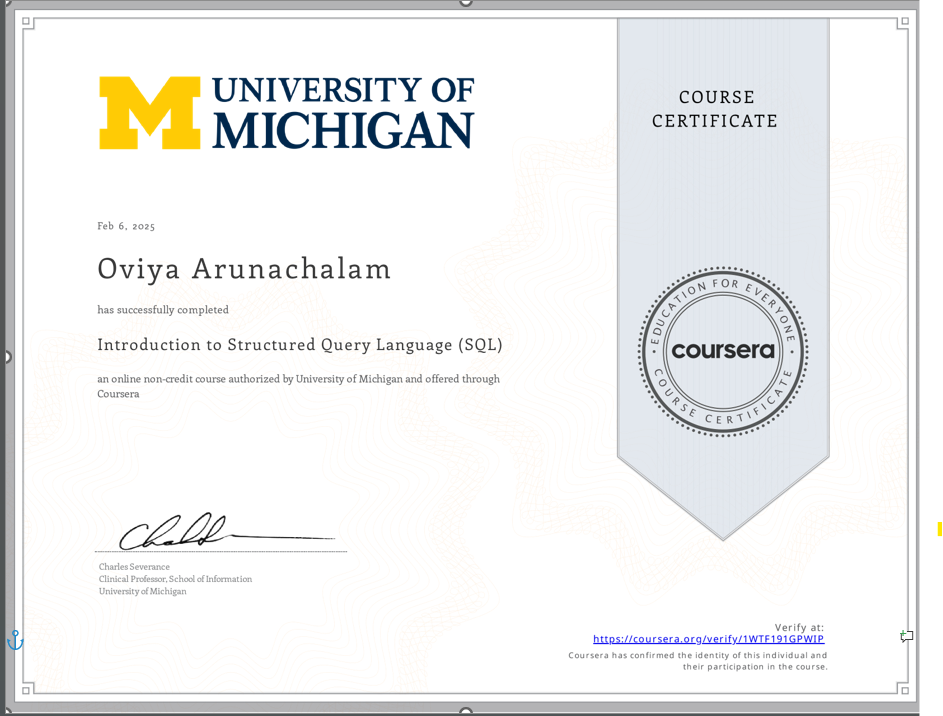 UNIVERSITY OF
MICHIGAN
COURSE
CERTIFICATE
Feb 6, 2025
Oviya Arunachalam
has successfully completed
Introduction to Structured Query Language (SQL)
an online non-credit course authorized by University of Michigan and offered through
Coursera
EDUCATION FOR EVERYONE
coursera
COURSE CERTIFICATE
Charles Severance
Clinical Professor, School of Information
University of Michigan
Verify at:
https://coursera.org/verify/1WTF191GPWIP
Coursera has confirmed the identity of this individual and
their participation in the course.